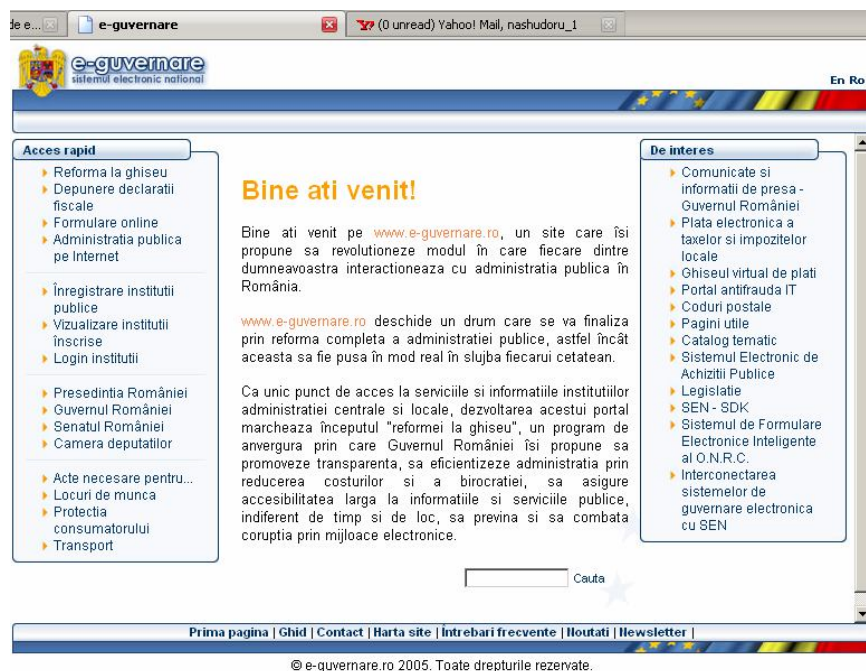 de e...
e-guvernare
(0 unread) Yahoo! Mail, nashudoru_1
e-guvernare
sistemul electronic national
En Ro
Acces rapid
Reforma la ghiseu
Depunere declaratii
fiscale
Formulare online
Administratia publica
pe Internet
Înregistrare institutii
publice
Vizualizare institutii
înscrise
Login institutii
Presedintia României
Guvernul României
Senatul României
Camera deputatilor
Acte necesare pentru...
Locuri de munca
Protectia
consumatorului
Transport
Bine ati venit!
Bine ati venit pe www.e-guvernare.ro, un site care îsi
propune sa revolutioneze modul în care fiecare dintre
dumneavoastra interactioneaza cu administratia publica în
România.
www.e-guvernare.ro deschide un drum care se va finaliza
prin reforma completa a administratiei publice, astfel încât
aceasta sa fie pusa în mod real în slujba fiecarui cetatean.
Ca unic punct de acces la serviciile si informatiile institutiilor
administratiei centrale si locale, dezvoltarea acestui portal
marcheaza începutul "reformei la ghiseu", un program de
anvergura prin care Guvernul României îsi propune sa
promoveze transparenta, sa eficientizeze administratia prin
reducerea costurilor si a birocratiei, sa asigure
accesibilitatea larga la informatiile si serviciile publice,
indiferent de timp si de loc, sa previna si sa combata
coruptia prin mijloace electronice.
Cauta
De interes
Comunicate si
informatii de presa -
Guvernul României
Plata electronica a
taxelor si impozitelor
locale
Ghiseul virtual de plati
Portal antifrauda IT
Coduri postale
Pagini utile
Catalog tematic
Sistemul Electronic de
Achizitii Publice
Legislatie
SEN - SDK
Sistemul de Formulare
Electronice Inteligente
al O.N.R.C.
Interconectarea
sistemelor de
guvernare electronica
cu SEN
Prima pagina | Ghid | Contact | Harta site | Întrebari frecvente | Noutati | Newsletter |
© e-guvernare.ro 2005. Toate drepturile rezervate.